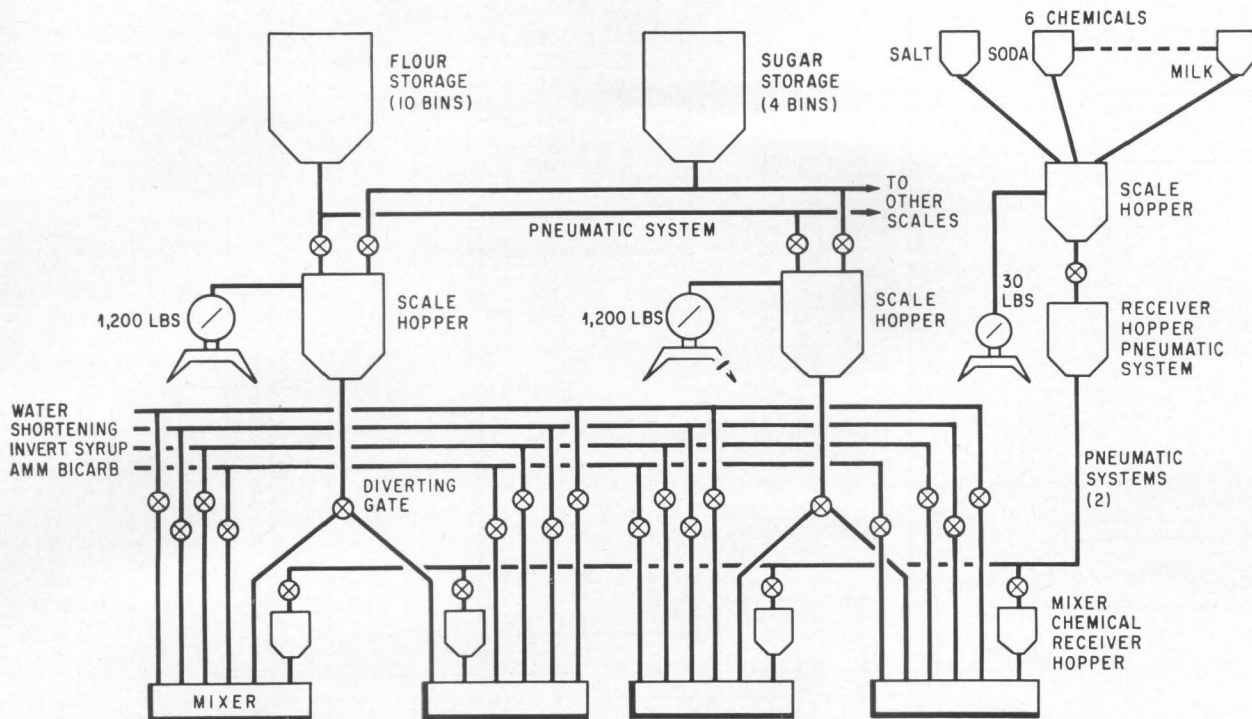 6 CHEMICALS
SALT
SODA
MILK
FLOUR
STORAGE
(10 BINS)
SUGAR
STORAGE
(4 BINS)
TO
OTHER
SCALES
PNEUMATIC SYSTEM
SCALE
HOPPER
1,200 LBS
SCALE
HOPPER
1,200 LBS
SCALE
HOPPER
30
LBS
RECEIVER
HOPPER
PNEUMATIC
SYSTEM
WATER
SHORTENING
INVERT SYRUP
AMM BICARB
DIVERTING
GATE
PNEUMATIC
SYSTEMS
(2)
MIXER
CHEMICAL
RECEIVER
HOPPER
MIXER